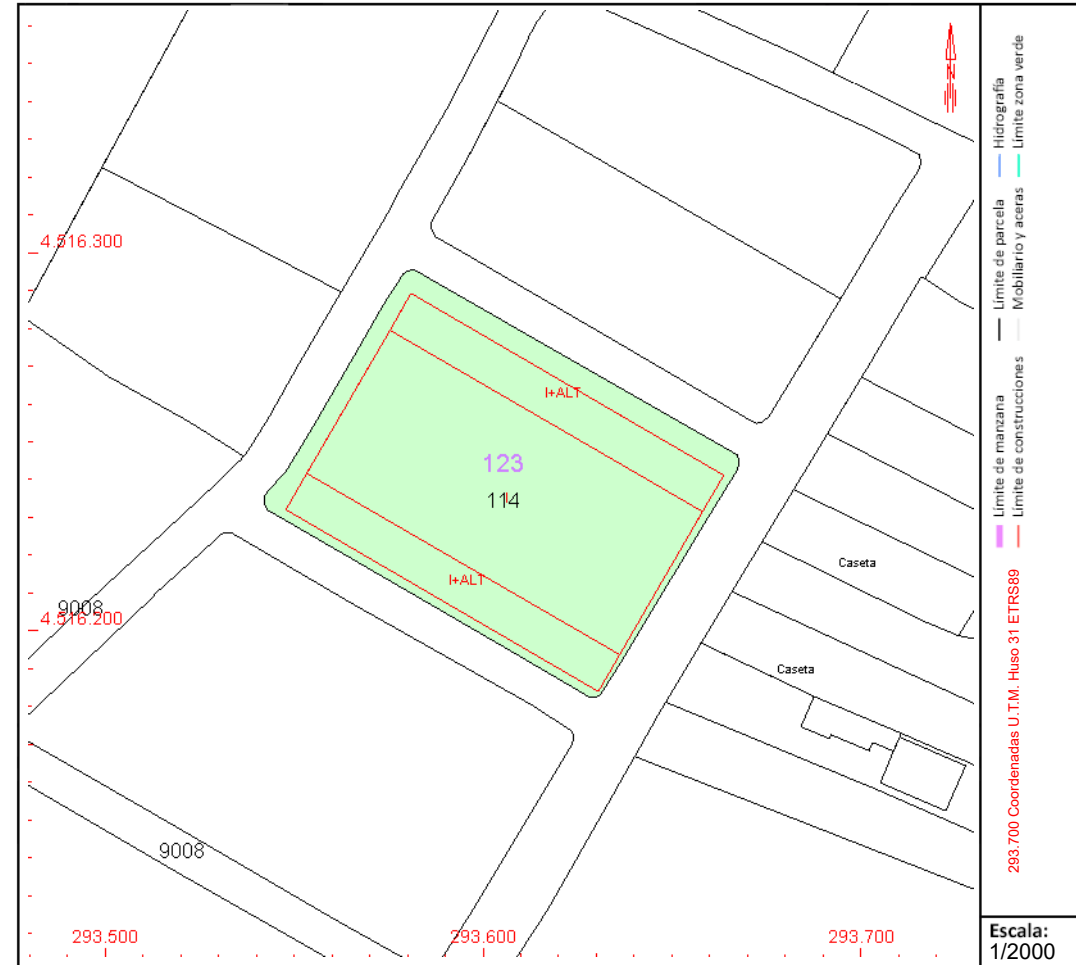 N
4.516.300
I+ALT
123
114
I
I+ALT
Caseta
9008
4.516.200
Caseta
9008
293.500
293.600
293.700
Hidrografía
Límite zona verde
Límite de parcela
Mobiliario y aceras
Límite de manzana
Límite de construcciones
293.700 Coordenadas U.T.M. Huso 31 ETRS89
Escala:
1/2000